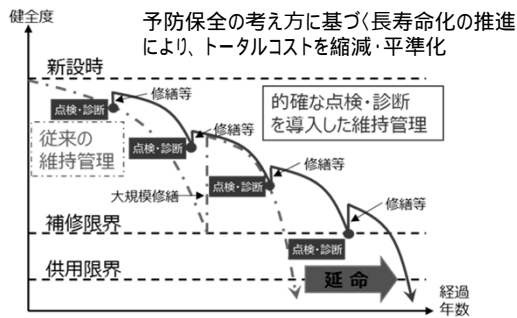 健全度
予防保全の考え方に基づく長寿命化の推進
により、トータルコストを縮減・平準化
新設時
修繕等
点検・診断
的確な点検・診断
を導入した維持管理
従来の
維持管理
修繕等
点検・診断
修繕等
点検・診断
大規模修繕
修繕等
補修限界
点検・診断
供用限界
延命
経過
年数